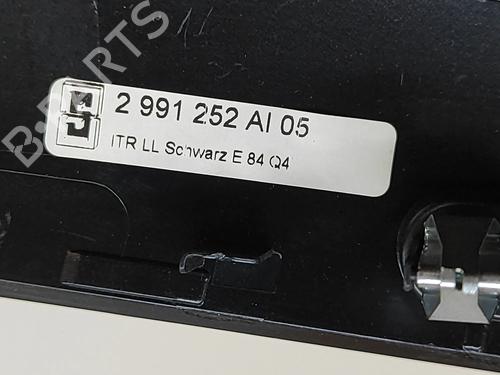 B-PARTS
2 991 252 AI 05
ITR LL Schwarz E 84 Q4